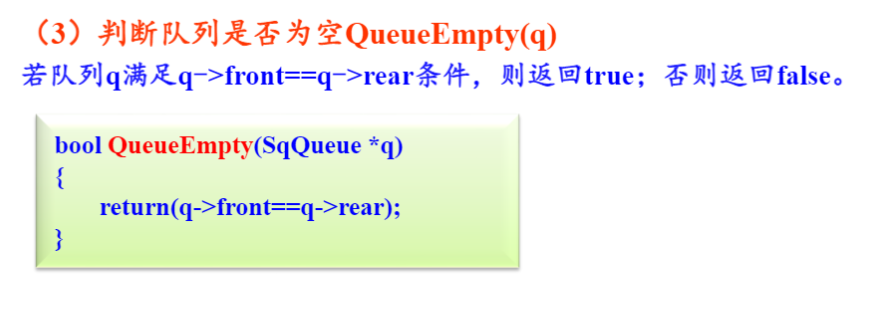 （3）判断队列是否为空QueueEmpty(q)
若队列q满足q->front==q->rear条件，则返回true；否则返回false。
bool QueueEmpty(SqQueue *q)
{
return(q->front==q->rear);
}